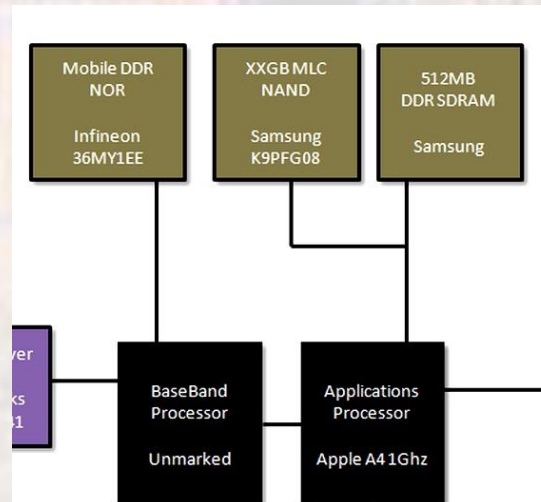 Mobile DDR
NOR
Infineon
36MY1EE
XXGB MLC
NAND
Samsung
K9PFG08
512MB
DDR SDRAM
Samsung
BaseBand
Processor
Unmarked
Applications
Processor
Apple A4 1Ghz